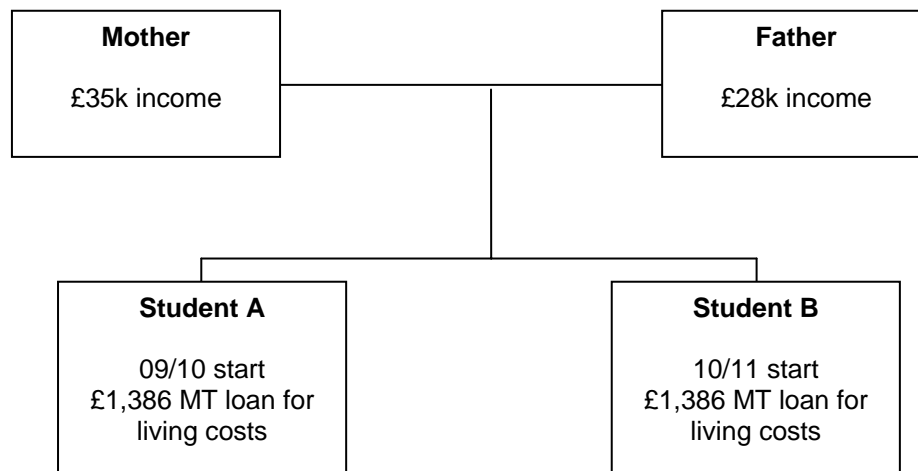 Mother
£35k income
Father
£28k income
Student A
09/10 start
£1,386 MT loan for
living costs
Student B
10/11 start
£1,386 MT loan for
living costs